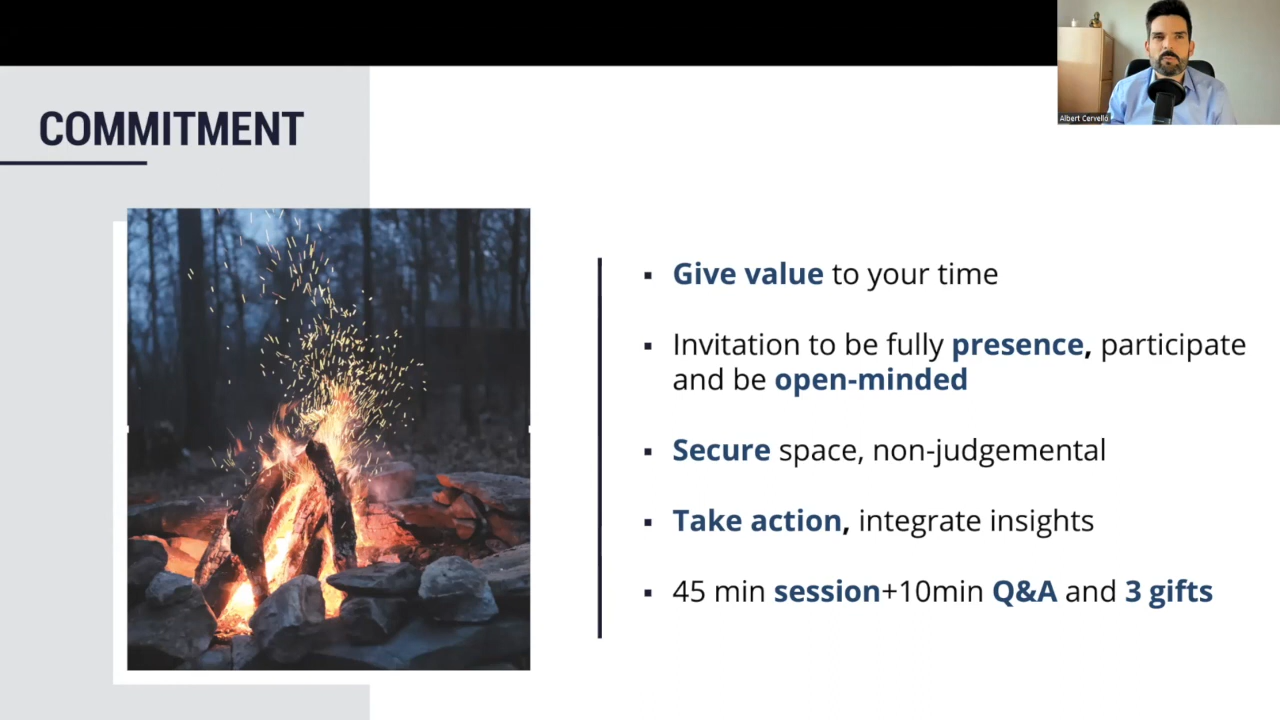 COMMITMENT
Albert Cervelló
▪ Give value to your time
▪ Invitation to be fully presence, participate
and be open-minded
▪ Secure space, non-judgemental
▪ Take action, integrate insights
▪ 45 min session+10min Q&A and 3 gifts